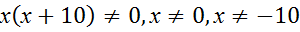 x(x + 10) ≠ 0, x ≠ 0, x ≠ −10